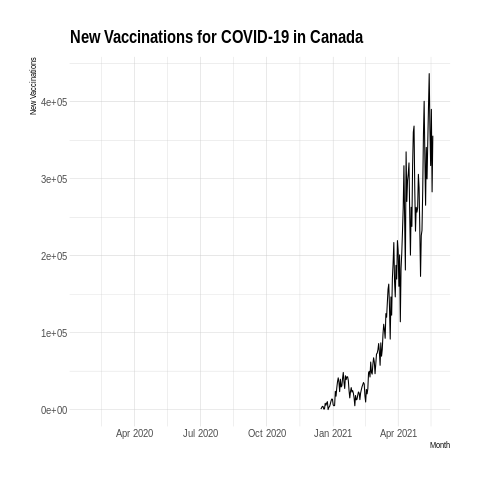 New Vaccinations for COVID-19 in Canada
New Vaccinations
4e+05
3e+05
2e+05
1e+05
0e+00
Apr 2020 Jul 2020 Oct 2020 Jan 2021 Apr 2021
Month